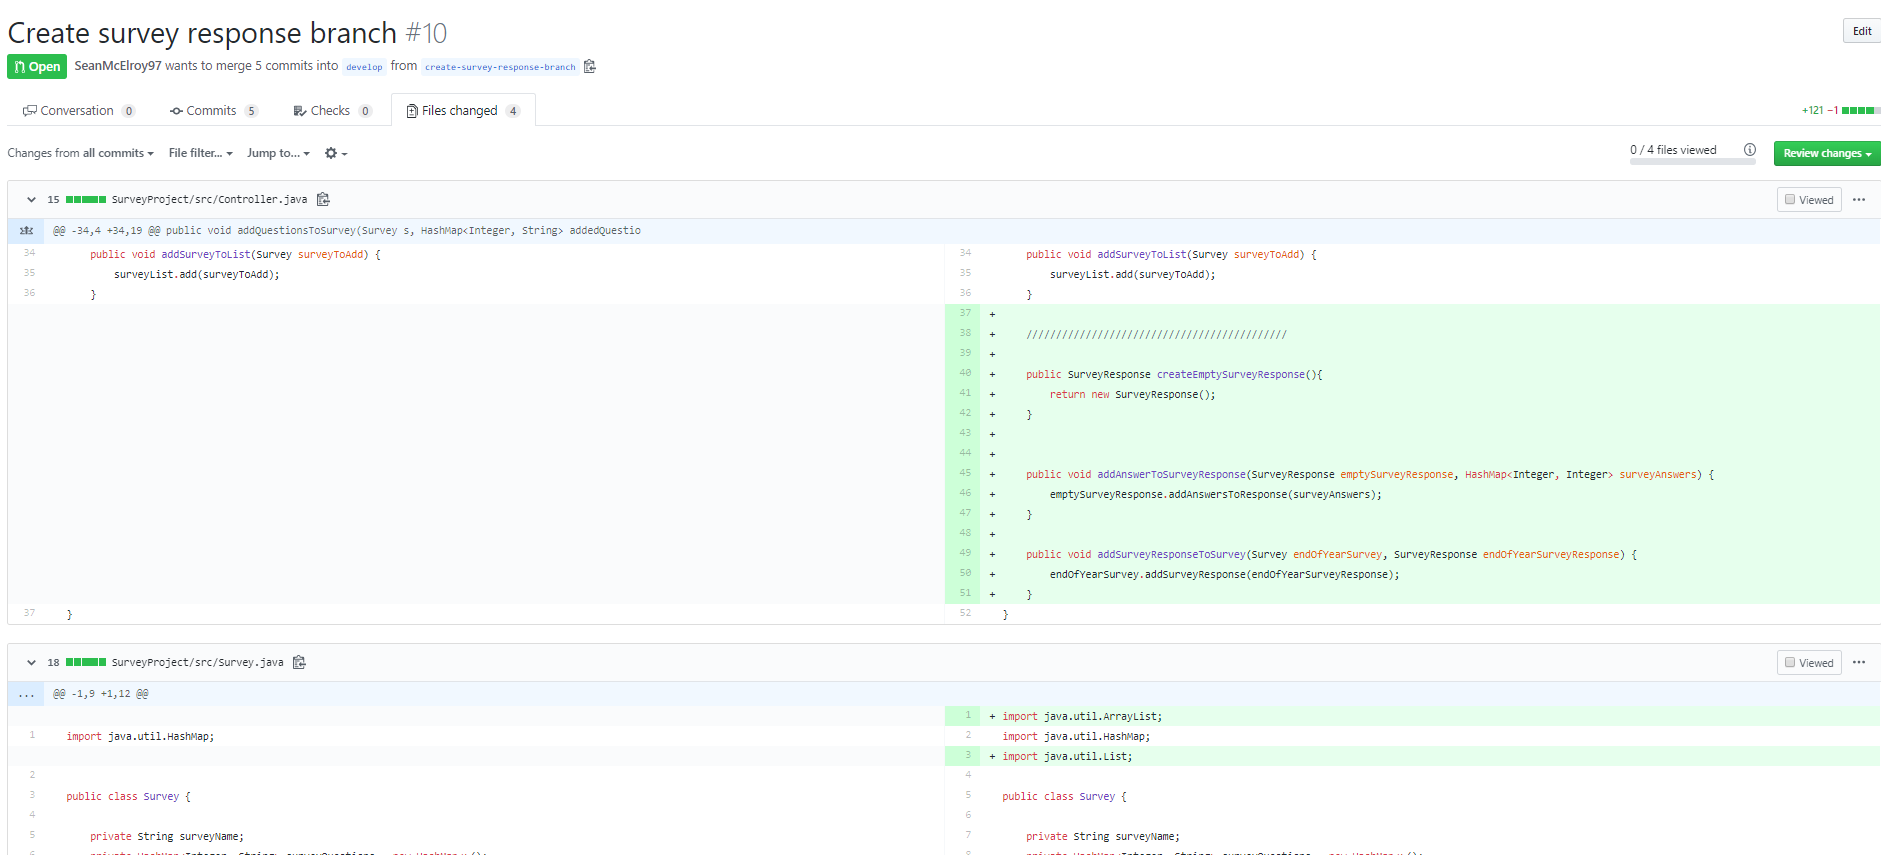 Create survey response branch #10
Edit
Open SeanMcElroy97 wants to merge 5 commits into develop from create-survey-response-branch
Conversation 0 Commits 5 Checks 0 Files changed 4
+121 −1
Changes from all commits File filter... Jump to...
0 / 4 files viewed Review changes
15 SurveyProject/src/Controller.java Viewed ...
@@ -34,4 +34,19 @@ public void addQuestionsToSurvey(Survey s, HashMap<Integer, String> addedQuestio
34 public void addSurveyToList(Survey surveyToAdd) { 34 public void addSurveyToList(Survey surveyToAdd) {
35 surveyList.add(surveyToAdd); 35 surveyList.add(surveyToAdd);
36 } 36 }
37 +
38 + ////////////////////////////////////////////
39 +
40 + public SurveyResponse createEmptySurveyResponse(){
41 + return new SurveyResponse();
42 + }
43 +
44 +
45 + public void addAnswerToSurveyResponse(SurveyResponse emptySurveyResponse, HashMap<Integer, Integer> surveyAnswers) {
46 + emptySurveyResponse.addAnswersToResponse(surveyAnswers);
47 + }
48 +
49 + public void addSurveyResponseToSurvey(Survey endOfYearSurvey, SurveyResponse endOfYearSurveyResponse) {
50 + endOfYearSurvey.addSurveyResponse(endOfYearSurveyResponse);
51 + }
37 } 52 }
18 SurveyProject/src/Survey.java Viewed ...
... @@ -1,9 +1,12 @@
1 + import java.util.ArrayList;
1 import java.util.HashMap; 2 import java.util.HashMap;
3 + import java.util.List;
2 4
3 public class Survey { 5 public class Survey {
4 6
5 private String surveyName; 7 private String surveyName;